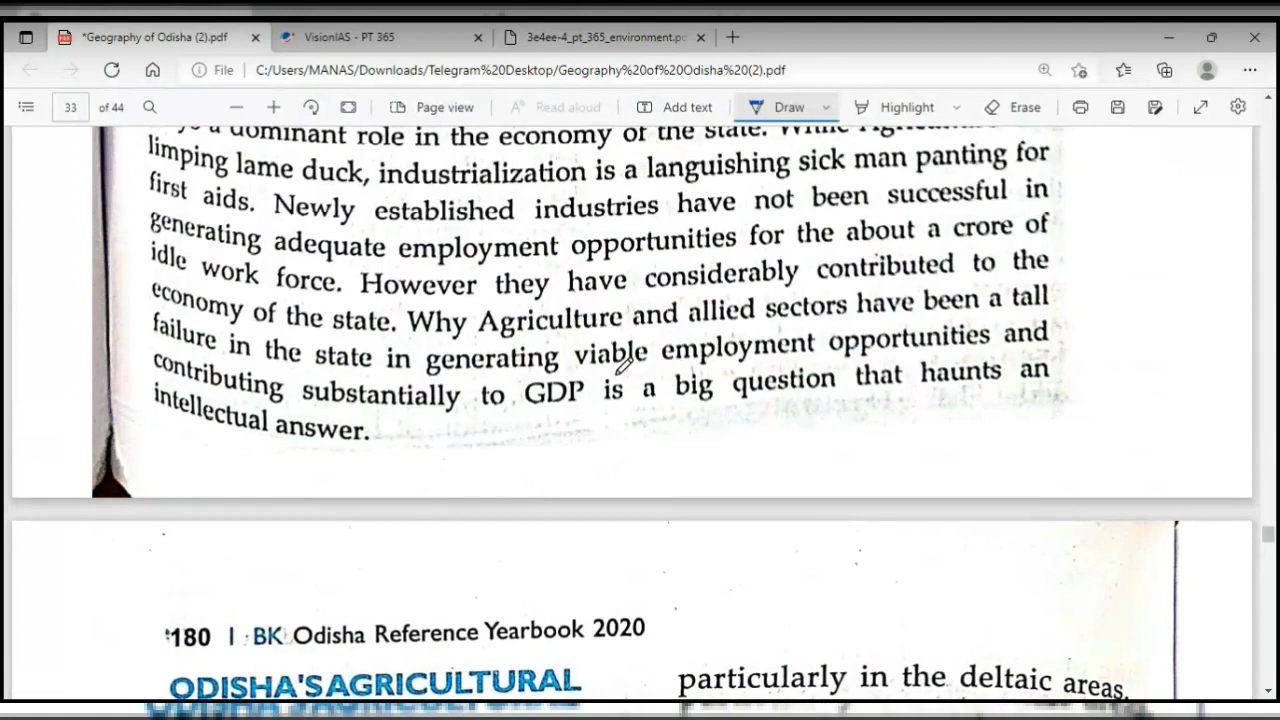 *Geography of Odisha (2).pdf
VisionIAS - PT 365
3e4ee-4_pt_365_environment.pd
File
C:/Users/MANAS/Downloads/Telegram%20Desktop/Geography%20of%20Odisha%20(2).pdf
33 of 44
Page view
Read aloud
Add text
Draw
Highlight
Erase
a dominant role in the economy of the state. While
limping lame duck, industrialization is a languishing sick man panting for
first aids. Newly established industries have not been successful in
generating adequate employment opportunities for the about a crore of
idle work force. However they have considerably contributed to the
economy of the state. Why Agriculture and allied sectors have been a tall
failure in the state in generating viable employment opportunities and
contributing substantially to GDP is a big question that haunts an
intellectual answer.
180 | BK Odisha Reference Yearbook 2020
ODISHA'S AGRICULTURAL
particularly in the deltaic areas.